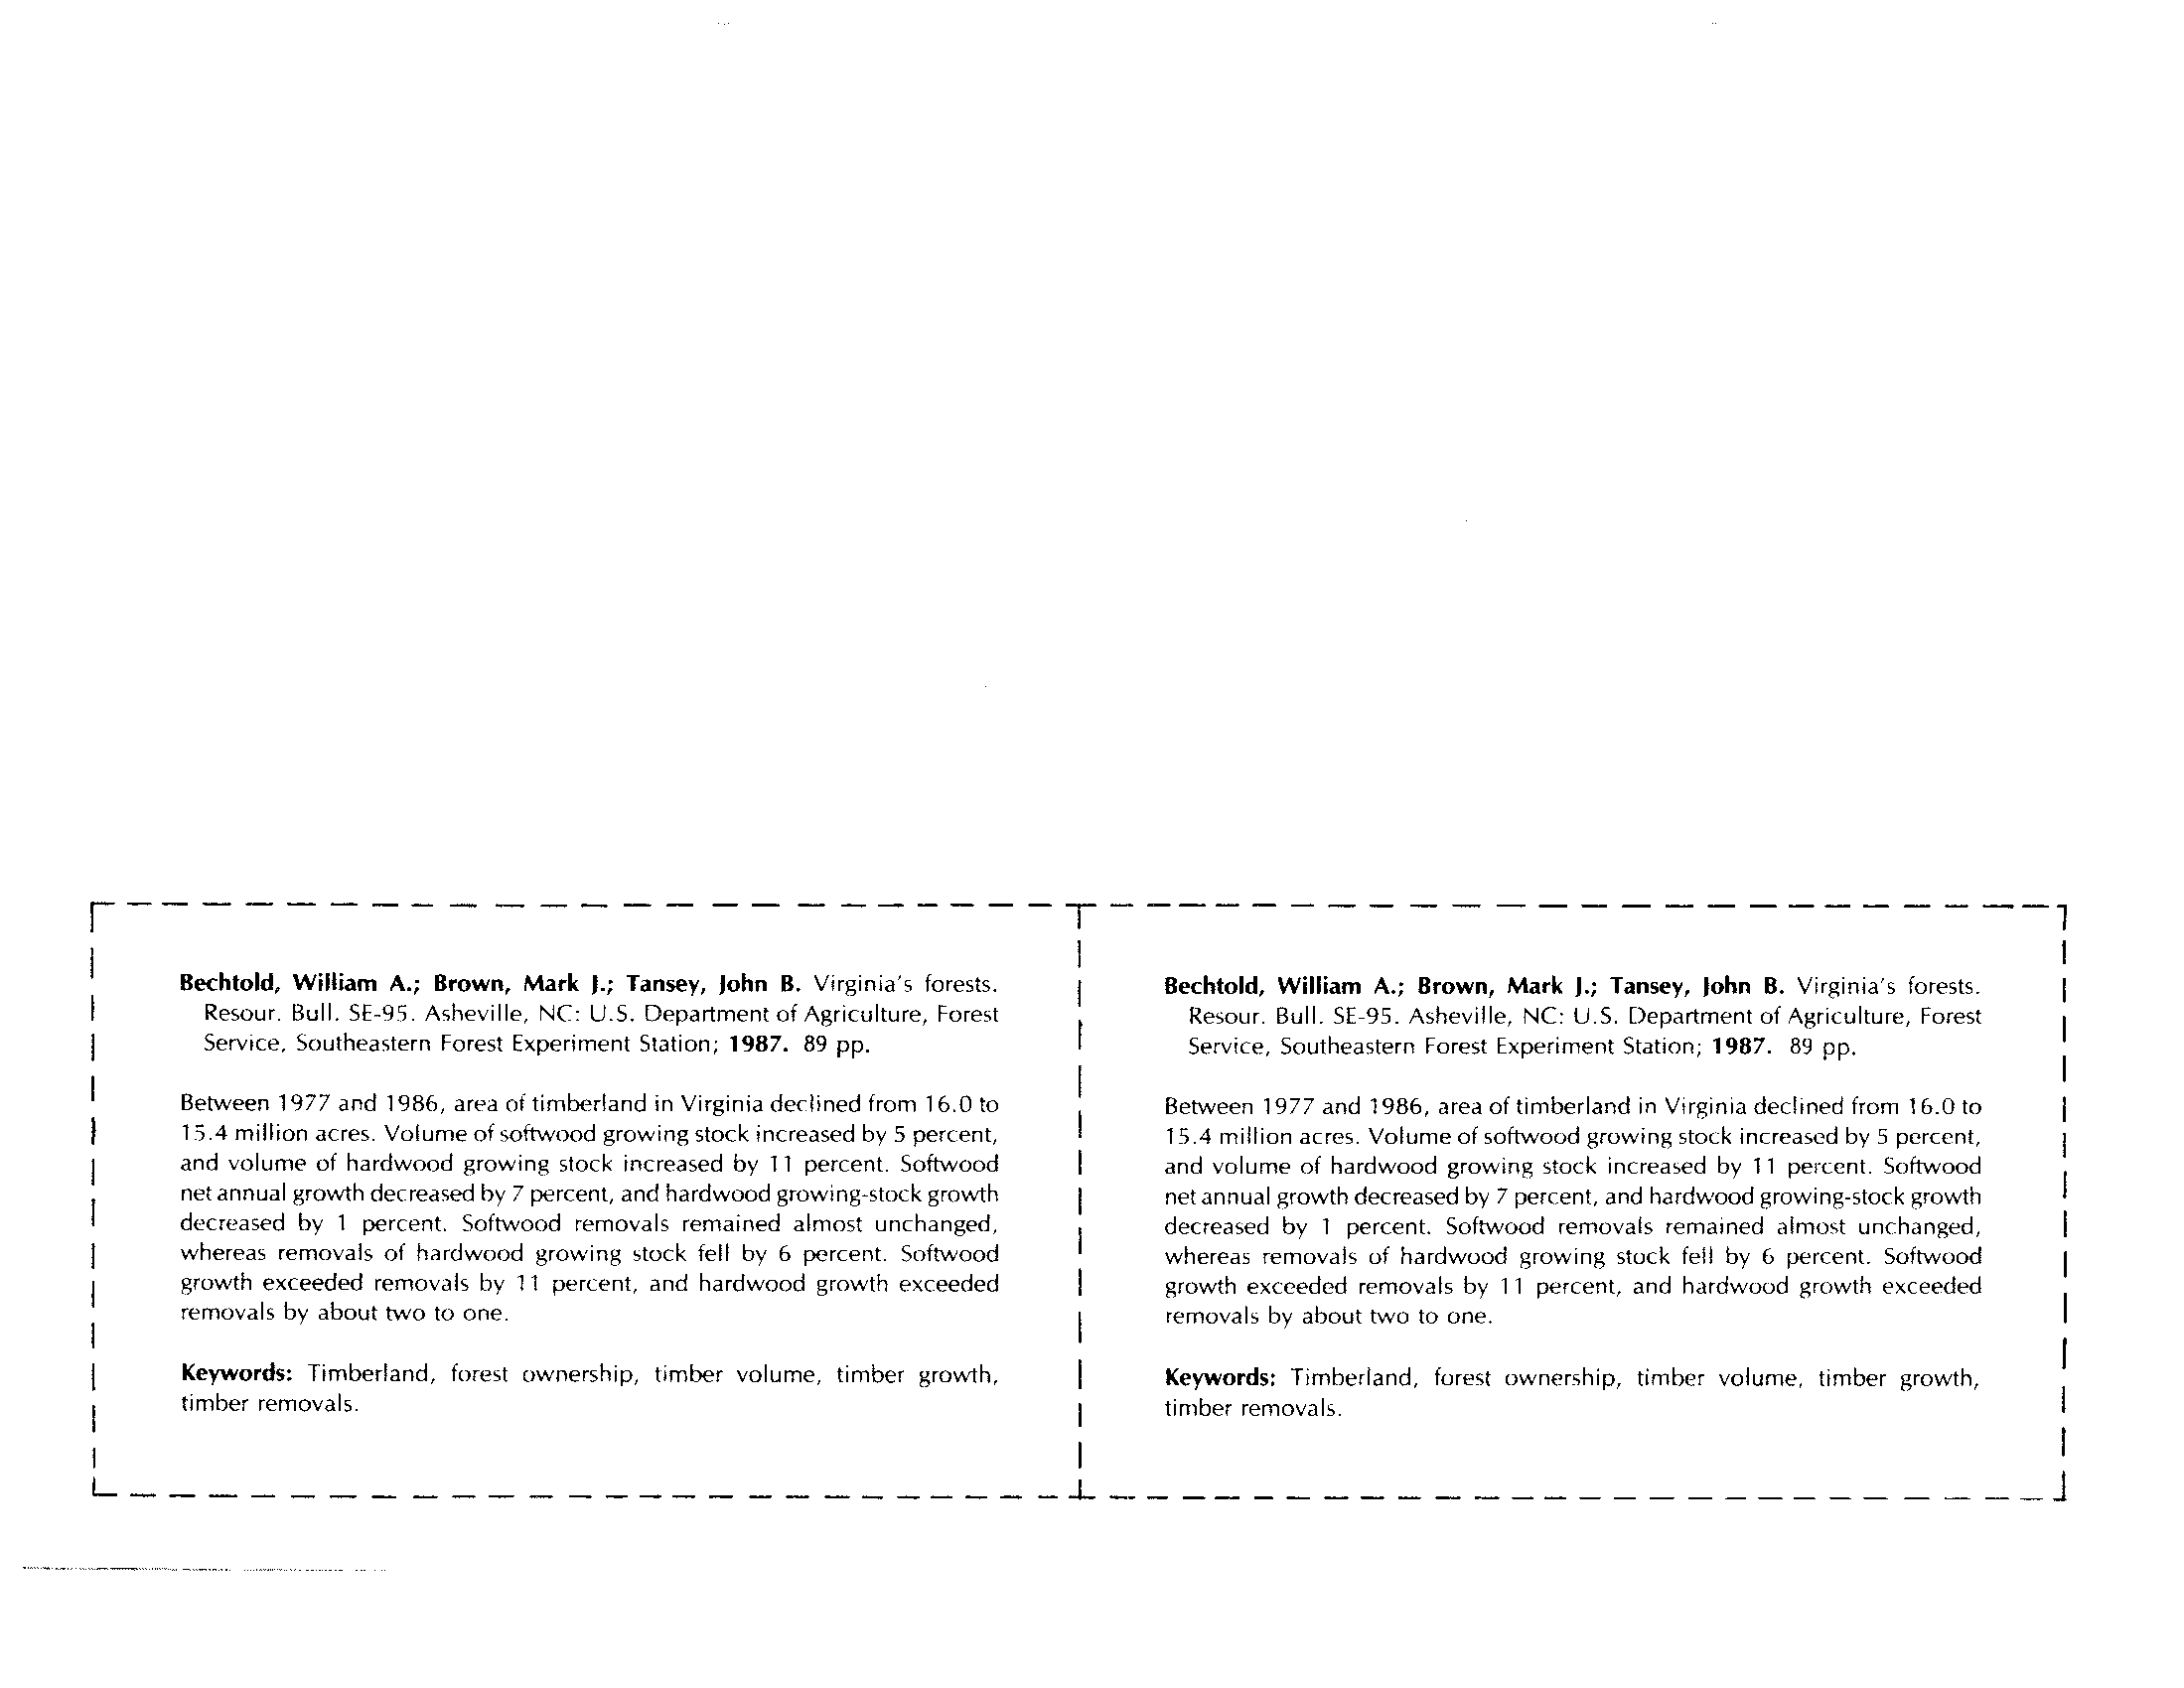 Bechtold, William A.; Brown, Mark J.; Tansey, John B. Virginia's forests.
Resour. Bull. SE-95. Asheville, NC: U.S. Department of Agriculture, Forest
Service, Southeastern Forest Experiment Station; 1987. 89 pp.
Between 1977 and 1986, area of timberland in Virginia declined from 16.0 to
15.4 million acres. Volume of softwood growing stock increased by 5 percent,
and volume of hardwood growing stock increased by 11 percent. Softwood
net annual growth decreased by 7 percent, and hardwood growing-stock growth
decreased by 1 percent. Softwood removals remained almost unchanged,
whereas removals of hardwood growing stock fell by 6 percent. Softwood
growth exceeded removals by 11 percent, and hardwood growth exceeded
removals by about two to one.
Keywords: Timberland, forest ownership, timber volume, timber growth,
timber removals.
Bechtold, William A.; Brown, Mark J.; Tansey, John B. Virginia's forests.
Resour. Bull. SE-95. Asheville, NC: U.S. Department of Agriculture, Forest
Service, Southeastern Forest Experiment Station; 1987. 89 pp.
Between 1977 and 1986, area of timberland in Virginia declined from 16.0 to
15.4 million acres. Volume of softwood growing stock increased by 5 percent,
and volume of hardwood growing stock increased by 11 percent. Softwood
net annual growth decreased by 7 percent, and hardwood growing-stock growth
decreased by 1 percent. Softwood removals remained almost unchanged,
whereas removals of hardwood growing stock fell by 6 percent. Softwood
growth exceeded removals by 11 percent, and hardwood growth exceeded
removals by about two to one.
Keywords: Timberland, forest ownership, timber volume, timber growth,
timber removals.